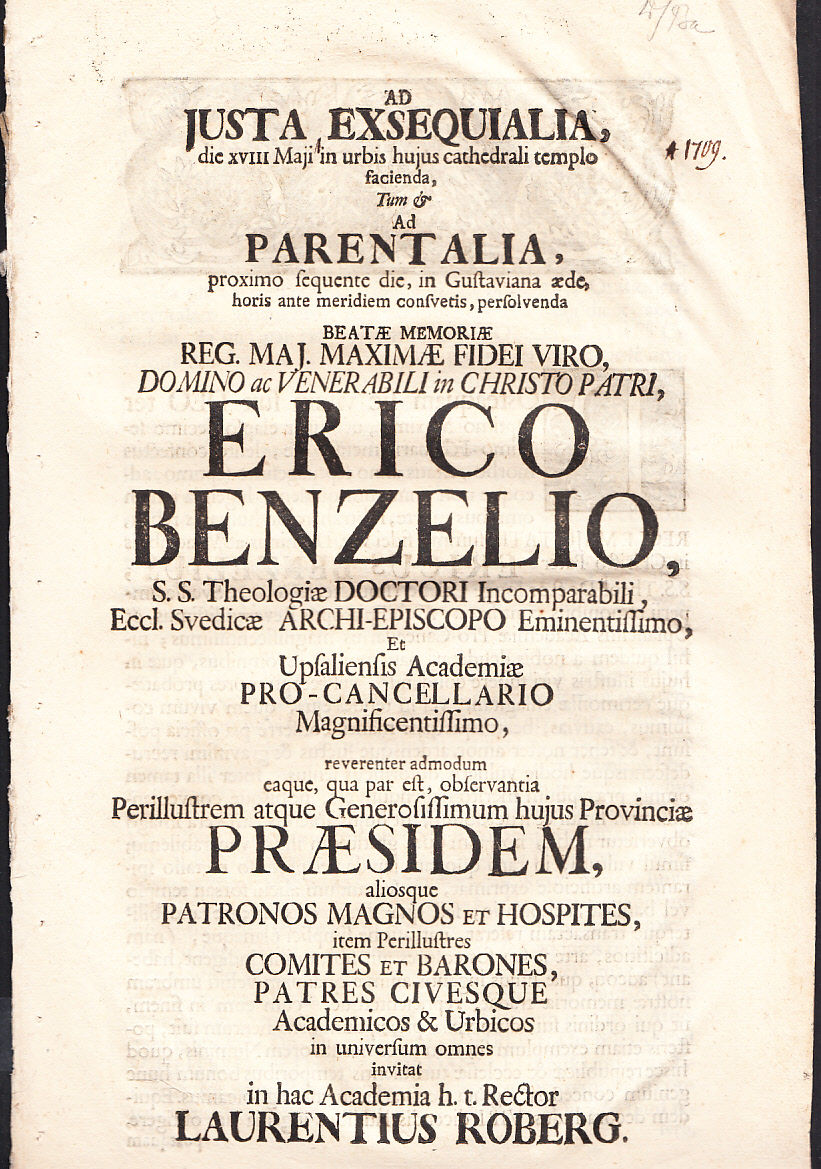 AD
JUSTA EXSEQUIALIA,
die XVIII Maji in urbis hujus cathedrali templo
1709.
facienda,
Tum &
Ad
PARENTALIA,
proximo ſequente die, in Guſtaviana æde,
horis ante meridiem conſvetis, perſolvenda
BEATÆ MEMORIÆ
REG. MAJ. MAXIMÆ FIDEI VIRO,
DOMINO ac VENERABILI in CHRISTO PATRI,
ERICO
BENZELIO,
S. S. Theologiæ DOCTORI Incomparabili,
Eccl. Svedicæ ARCHI-EPISCOPO Eminentiſſimo,
Et
Upſalienſis Academiæ
PRO-CANCELLARIO
Magnificentiſſimo,
reverenter admodum
eaque, qua par eſt, obſervantia
Perilluſtrem atque Generoſiſſimum hujus Provinciæ
PRÆSIDEM,
aliosque
PATRONOS MAGNOS ET HOSPITES,
item Perilluſtres
COMITES ET BARONES,
PATRES CIVESQUE
Academicos & Urbicos
in univerſum omnes
invitat
in hac Academia h. t. Rector
LAURENTIUS ROBERG.